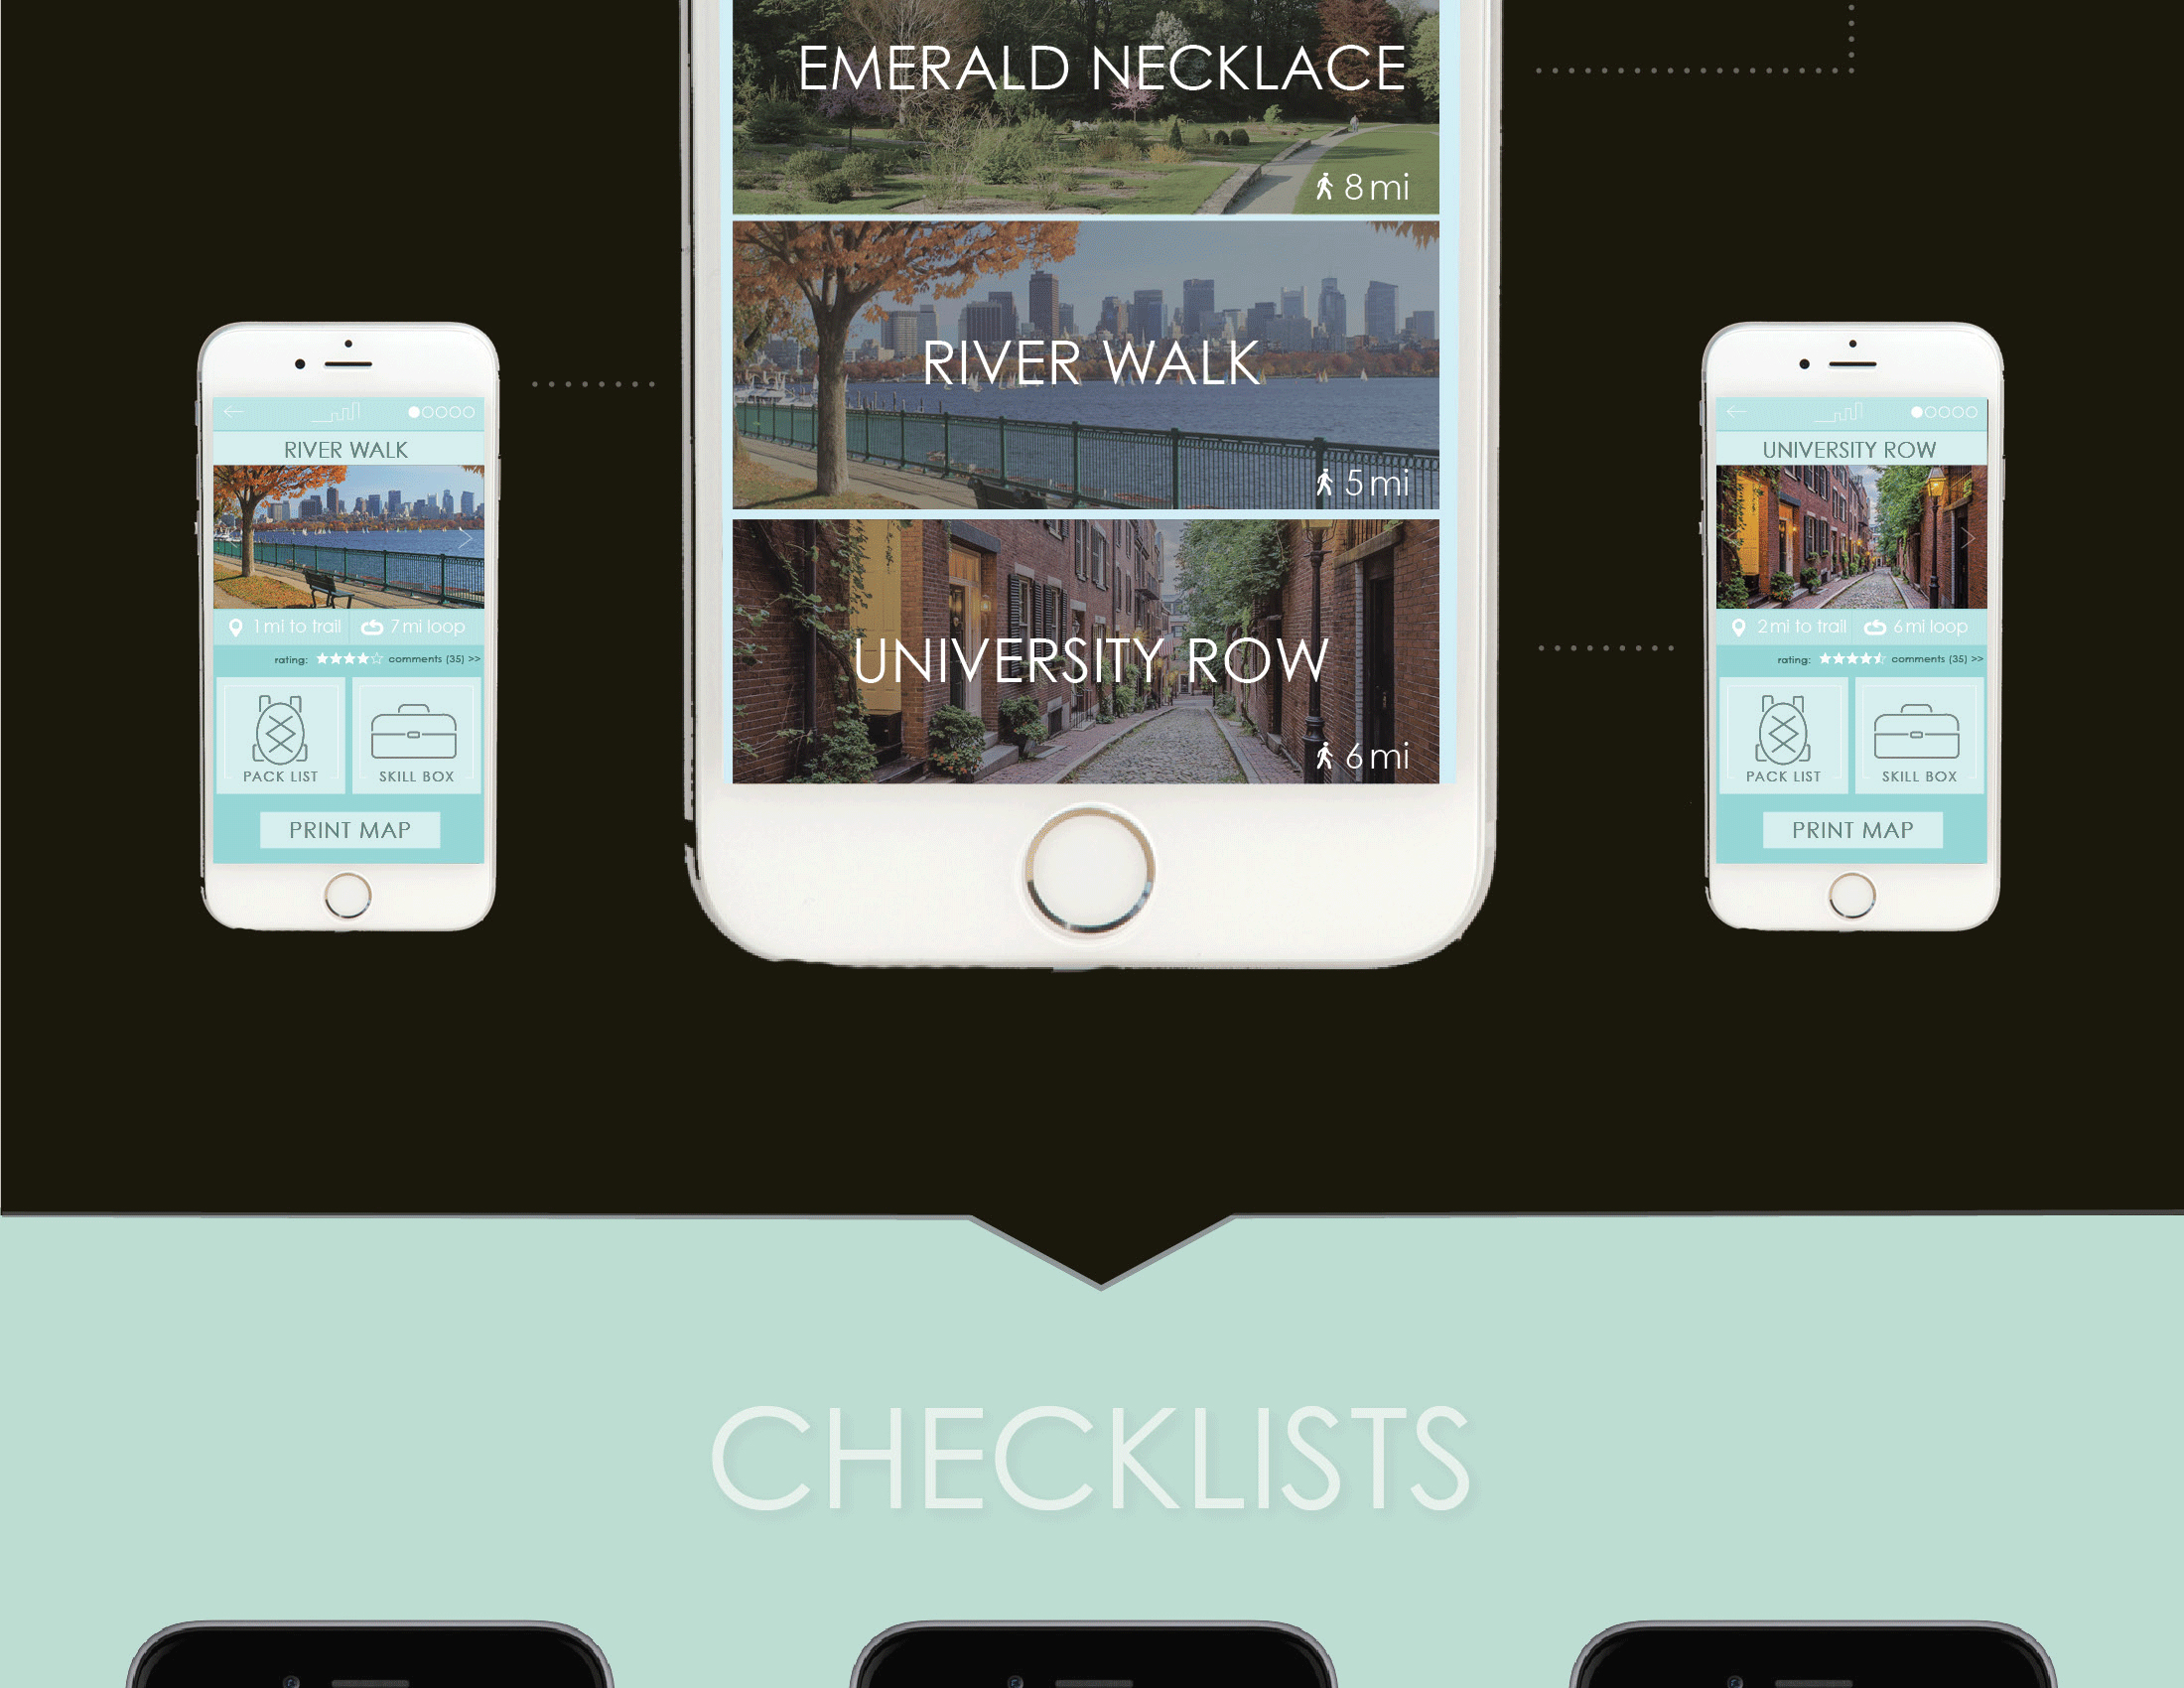 EMERALD NECKLACE
8 mi
RIVER WALK
5 mi
UNIVERSITY ROW
6 mi
RIVER WALK
1 mi to trail 7 mi loop
rating: comments (35) >>
PACK LIST SKILL BOX
PRINT MAP
UNIVERSITY ROW
2 mi to trail 6 mi loop
rating: comments (35) >>
PACK LIST SKILL BOX
PRINT MAP
CHECKLISTS